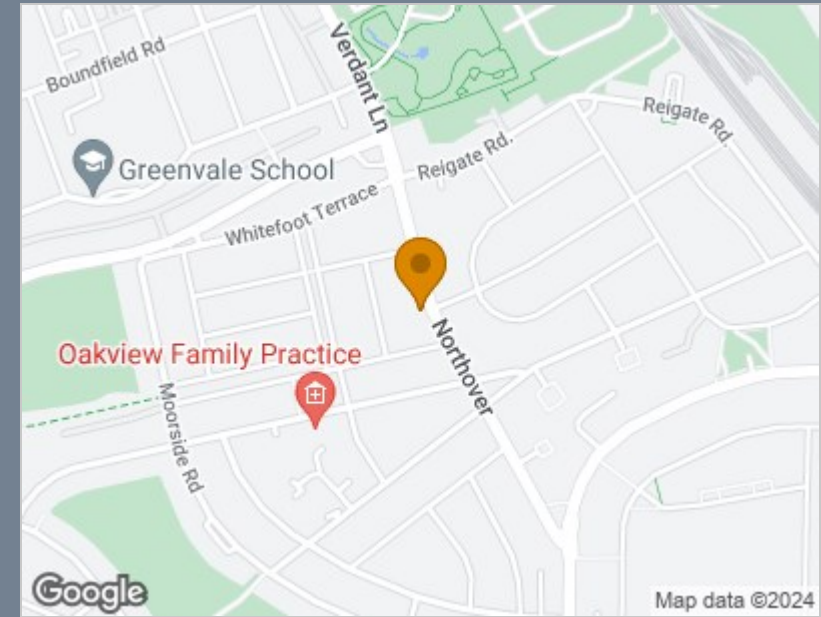 Boundfield Rd
Verdant Ln
Reigate Rd.
Reigate Rd.
Greenvale School
Whitefoot Terrace
Oakview Family Practice
Northover
Moorside Rd
Google
Map data ©2024